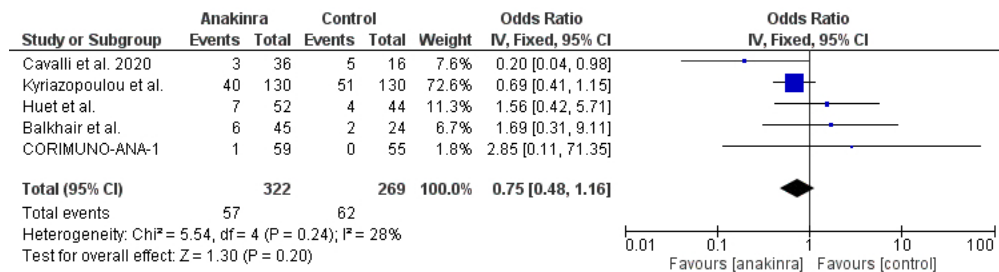 Anakinra Control Odds Ratio Odds Ratio
Study or Subgroup Events Total Events Total Weight IV, Fixed, 95% CI IV, Fixed, 95% CI
Cavalli et al. 2020 3 36 5 16 7.6% 0.20 [0.04, 0.98]
Kyriazopoulou et al. 40 130 51 130 72.6% 0.69 [0.41, 1.15]
Huet et al. 7 52 4 44 11.3% 1.56 [0.42, 5.71]
Balkhair et al. 6 45 2 24 6.7% 1.69 [0.31, 9.11]
CORIMUNO-ANA-1 1 59 0 55 1.8% 2.85 [0.11, 71.35]
Total (95% CI) 322 269 100.0% 0.75 [0.48, 1.16]
Total events 57 62
Heterogeneity: Chi² = 5.54, df = 4 (P = 0.24); I² = 28%
Test for overall effect: Z = 1.30 (P = 0.20)
0.01 0.1 1 10 100
Favours [anakinra] Favours [control]